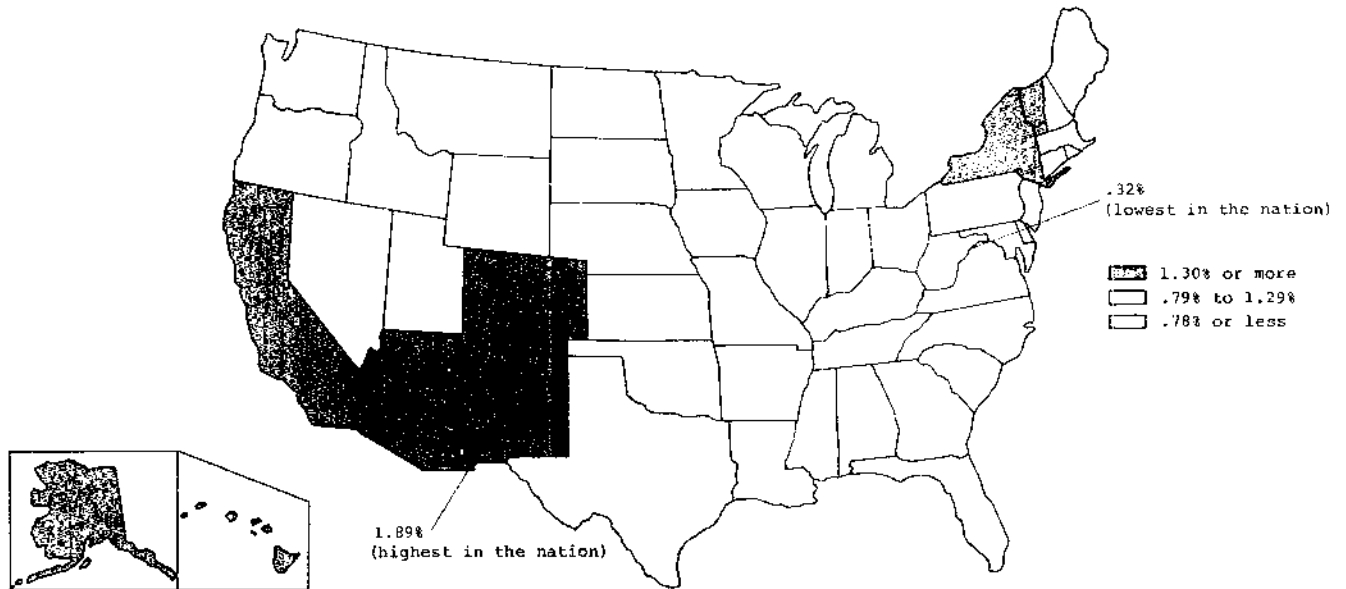 .32%
(lowest in the nation)
1.30% or more
.79% to 1.29%
.78% or less
1.89%
(highest in the nation)